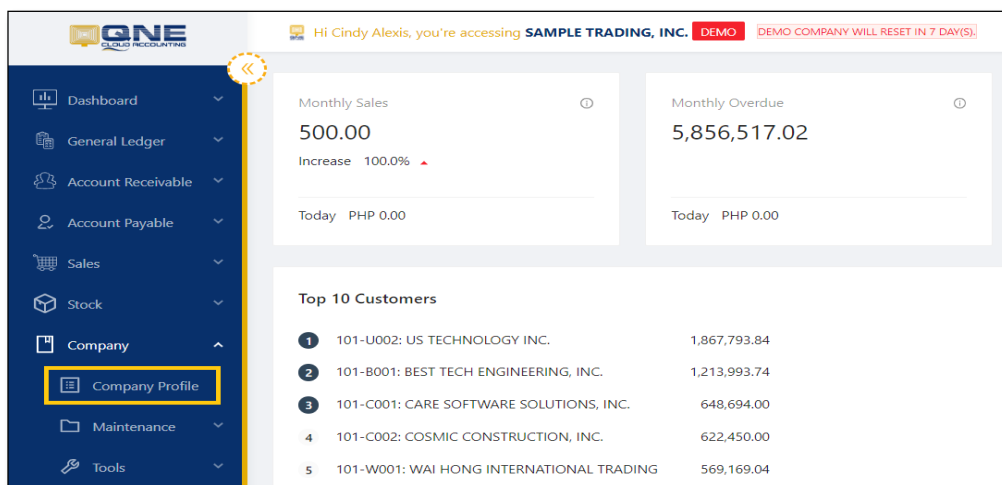 QNE
CLOUD ACCOUNTING
Hi Cindy Alexis, you're accessing SAMPLE TRADING, INC. DEMO DEMO COMPANY WILL RESET IN 7 DAY(S).
Dashboard
General Ledger
Account Receivable
Account Payable
Sales
Stock
Company
Company Profile
Maintenance
Tools
Monthly Sales
500.00
Increase 100.0%
Today PHP 0.00
Monthly Overdue
5,856,517.02
Today PHP 0.00
Top 10 Customers
1 101-U002: US TECHNOLOGY INC. 1,867,793.84
2 101-B001: BEST TECH ENGINEERING, INC. 1,213,993.74
3 101-C001: CARE SOFTWARE SOLUTIONS, INC. 648,694.00
4 101-C002: COSMIC CONSTRUCTION, INC. 622,450.00
5 101-W001: WAI HONG INTERNATIONAL TRADING 569,169.04